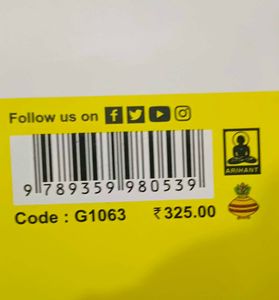 Follow us on
9 789359 980539
ARIHANT
Code : G1063 ₹325.00